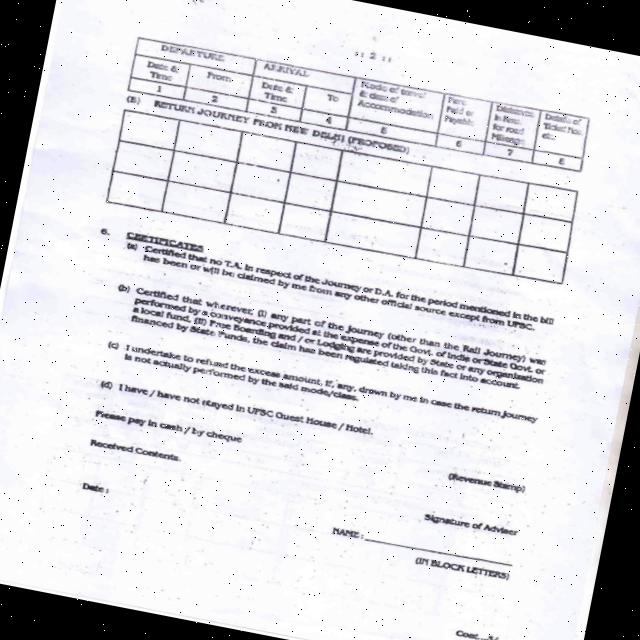 :: 2 ::
DEPARTURE ARRIVAL Mode of travel & class of Accommodation Fare Paid in Rupees Distance in Kms. for road Mileage Details of Ticket No. etc.
Date & Time From Date & Time To
1 2 3 4 5 6 7 8
(B) RETURN JOURNEY FROM NEW DELHI (PROPOSED)
6. CERTIFICATES
(a) Certified that no T.A. in respect of the Journey or D.A. for the period mentioned in the bill
has been or will be claimed by me from any other official source except from UPSC.
(b) Certified that wherever, (i) any part of the journey (other than the Rail Journey) was
performed by a conveyance provided at the expense of the Govt. of India or State Govt. or
a local fund, (ii) Free Boarding and / or Lodging are provided by State or any organisation
financed by State Funds, the claim has been regulated taking this fact into account.
(c) I undertake to refund the excess amount, if, any, drawn by me in case the return journey
is not actually performed by the said mode/class.
(d) I have / have not stayed in UPSC Guest House / Hotel.
Please pay in cash / by cheque
Received Contents.
(Revenue Stamp)
Date :
Signature of Adviser
NAME :
(IN BLOCK LETTERS)